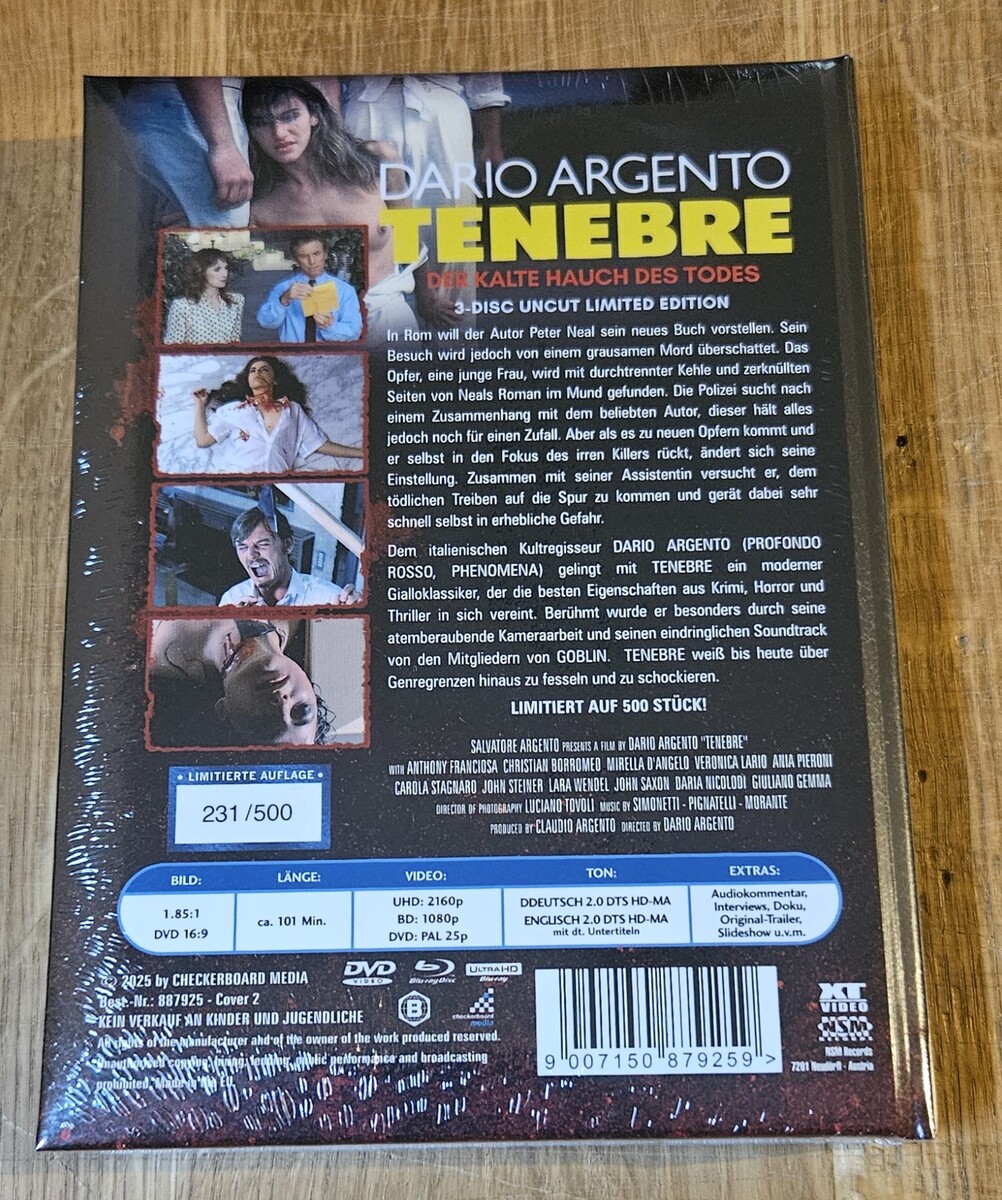 DARIO ARGENTO
TENEBRE
DER KALTE HAUCH DES TODES
3-DISC UNCUT LIMITED EDITION
In Rom will der Autor Peter Neal sein neues Buch vorstellen. Sein
Besuch wird jedoch von einem grausamen Mord überschattet. Das
Opfer, eine junge Frau, wird mit durchtrennter Kehle und zerknüllten
Seiten von Neals Roman im Mund gefunden. Die Polizei sucht nach
einem Zusammenhang mit dem beliebten Autor, dieser hält alles
jedoch noch für einen Zufall. Aber als es zu neuen Opfern kommt und
er selbst in den Fokus des irren Killers rückt, ändert sich seine
Einstellung. Zusammen mit seiner Assistentin versucht er, dem
tödlichen Treiben auf die Spur zu kommen und gerät dabei sehr
schnell selbst in erhebliche Gefahr.
Dem italienischen Kultregisseur DARIO ARGENTO (PROFONDO
ROSSO, PHENOMENA) gelingt mit TENEBRE ein moderner
Gialloklassiker, der die besten Eigenschaften aus Krimi, Horror und
Thriller in sich vereint. Berühmt wurde er besonders durch seine
atemberaubende Kameraarbeit und seinen eindringlichen Soundtrack
von den Mitgliedern von GOBLIN. TENEBRE weiß bis heute über
Genregrenzen hinaus zu fesseln und zu schockieren.
LIMITIERT AUF 500 STÜCK!
SALVATORE ARGENTO PRESENTS A FILM BY DARIO ARGENTO "TENEBRE"
WITH ANTHONY FRANCIOSA CHRISTIAN BORROMEO MIRELLA D'ANGELO VERONICA LARIO ANIA PIERONI
CAROLA STAGNARO JOHN STEINER LARA WENDEL JOHN SAXON DARIA NICOLODI GIULIANO GEMMA
DIRECTOR OF PHOTOGRAPHY LUCIANO TOVOLI MUSIC BY SIMONETTI - PIGNATELLI - MORANTE
PRODUCED BY CLAUDIO ARGENTO DIRECTED BY DARIO ARGENTO
• LIMITIERTE AUFLAGE •
231/500
BILD: LÄNGE: VIDEO: TON: EXTRAS:
1.85:1
DVD 16:9
ca. 101 Min.
UHD: 2160p
BD: 1080p
DVD: PAL 25p
DDEUTSCH 2.0 DTS HD-MA
ENGLISCH 2.0 DTS HD-MA
mit dt. Untertiteln
Audiokommentar,
Interviews, Doku,
Original-Trailer,
Slideshow u.v.m.
© 2025 by CHECKERBOARD MEDIA
Best.-Nr.: 887925 - Cover 2
KEIN VERKAUF AN KINDER UND JUGENDLICHE
All rights of the manufacturer and of the owner of the work produced reserved.
Unauthorised copying, hiring, lending, public performance and broadcasting
prohibited. Made in the EU
DVD VIDEO
Blu-ray Disc
ULTRA HD Blu-ray
B
checkerboard media
9 007150 879259 >
XT VIDEO
NSM
NSM Records
7201 Neudörfl - Austria